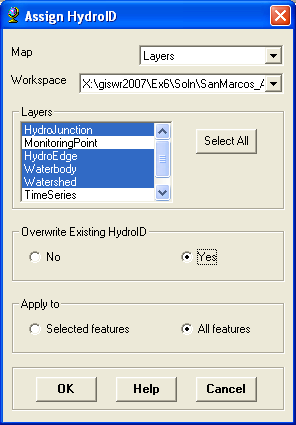 Assign HydroID
Map
Layers
Workspace
X:\giswr2007\Ex6\Soln\SanMarcos_A
Layers
HydroJunction
MonitoringPoint
HydroEdge
Waterbody
Watershed
TimeSeries
Select All
Overwrite Existing HydroID
No
Yes
Apply to
Selected features
All features
OK
Help
Cancel